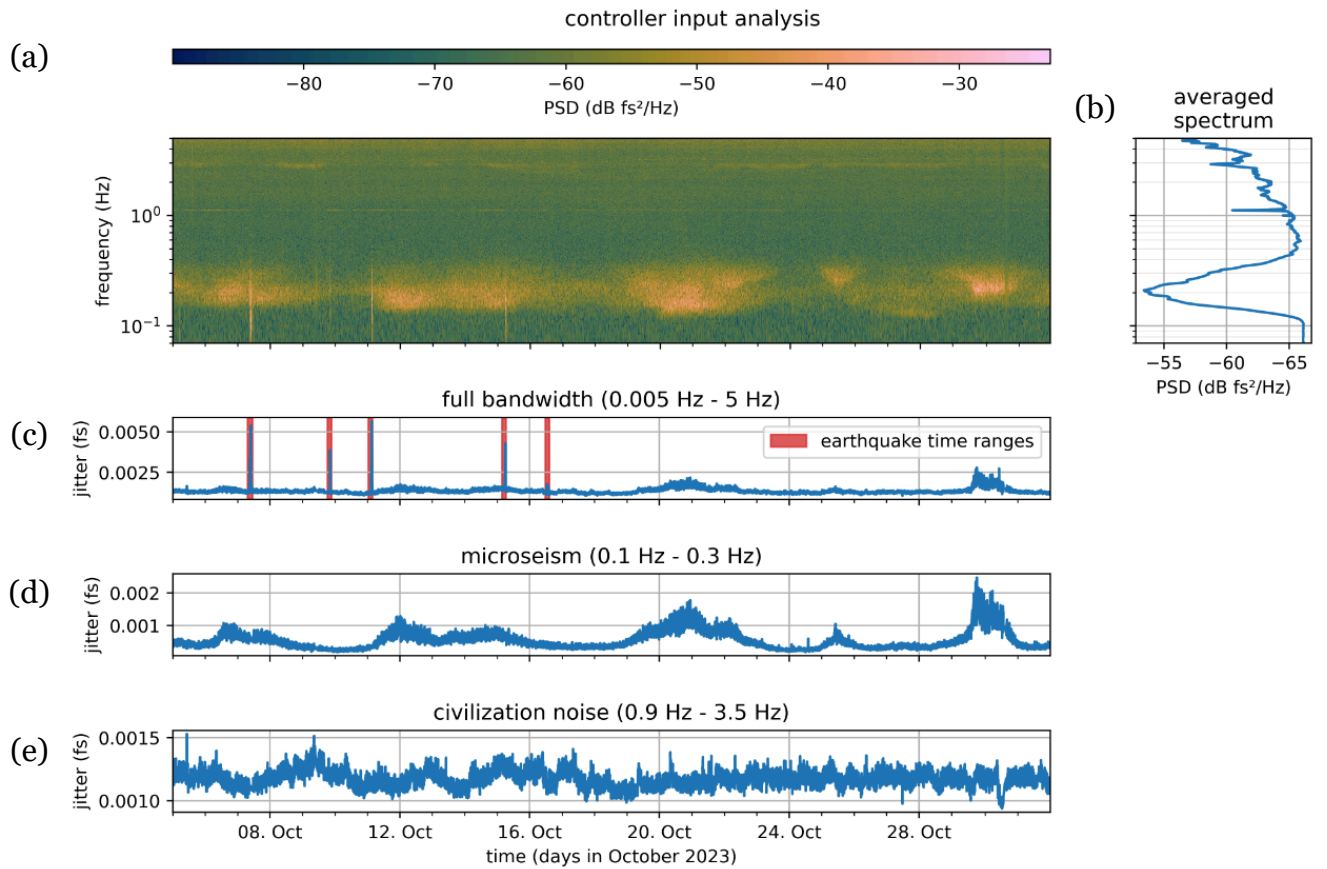 controller input analysis
(a)
−80 −70 −60 −50 −40 −30
PSD (dB fs²/Hz)
(b)
averaged
spectrum
frequency (Hz)
10⁰
10⁻¹
−55 −60 −65
PSD (dB fs²/Hz)
full bandwidth (0.005 Hz - 5 Hz)
(c)
jitter (fs)
0.0050
0.0025
earthquake time ranges
microseism (0.1 Hz - 0.3 Hz)
(d)
jitter (fs)
0.002
0.001
civilization noise (0.9 Hz - 3.5 Hz)
(e)
jitter (fs)
0.0015
0.0010
08. Oct 12. Oct 16. Oct 20. Oct 24. Oct 28. Oct
time (days in October 2023)